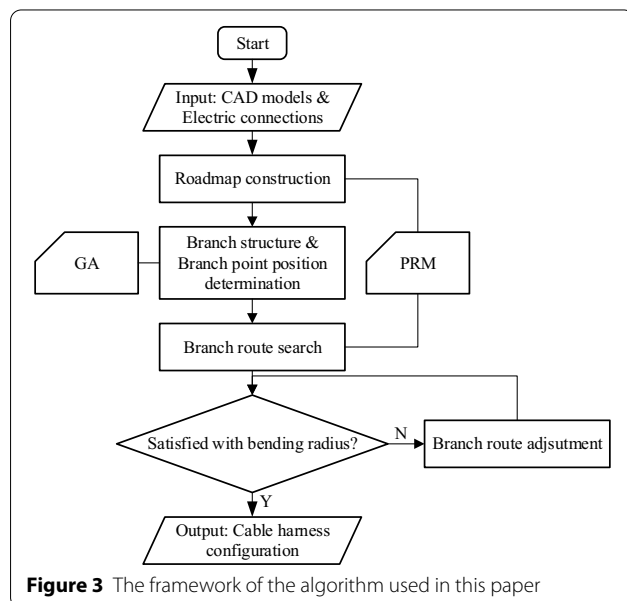 Start
Input: CAD models &
Electric connections
Roadmap construction
GA
Branch structure &
Branch point position
determination
PRM
Branch route search
Satisfied with bending radius?
N
Branch route adjsutment
Y
Output: Cable harness
configuration
Figure 3 The framework of the algorithm used in this paper